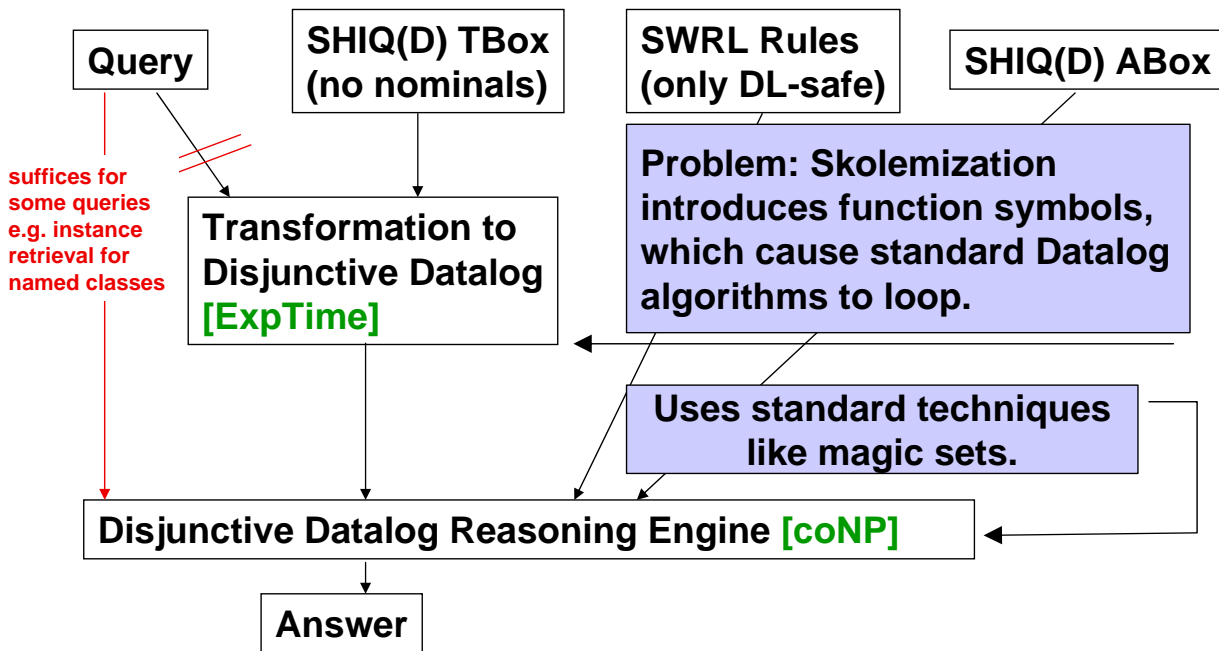 Query
SHIQ(D) TBox
(no nominals)
SWRL Rules
(only DL-safe)
SHIQ(D) ABox
suffices for
some queries
e.g. instance
retrieval for
named classes
Transformation to
Disjunctive Datalog
[ExpTime]
Problem: Skolemization
introduces function symbols,
which cause standard Datalog
algorithms to loop.
Uses standard techniques
like magic sets.
Disjunctive Datalog Reasoning Engine [coNP]
Answer